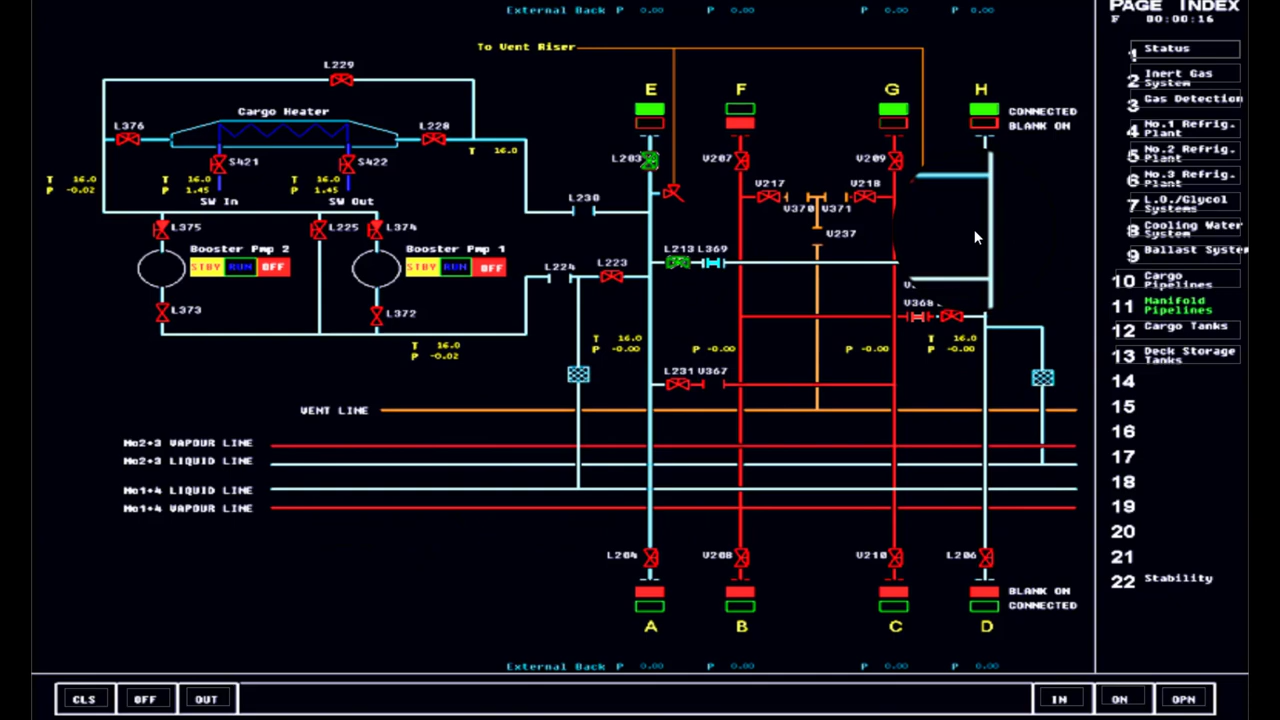 External Back P 0.00 P 0.00 P 0.00 P 0.00
PAGE INDEX
F 00:00:16
To Vent Riser
1 Status
2 Inert Gas System
3 Gas Detection
4 No.1 Refrig. Plant
5 No.2 Refrig. Plant
6 No.3 Refrig. Plant
7 L.O./Glycol Systems
8 Cooling Water System
9 Ballast System
10 Cargo Pipelines
11 Manifold Pipelines
12 Cargo Tanks
13 Deck Storage Tanks
14
15
16
17
18
19
20
21
22 Stability
L229
E F G H
CONNECTED
BLANK ON
Cargo Heater
L376 L228
T 16.0
S421 S422
L203 V207 V209
T 16.0 T 16.0 T 16.0
P -0.02 1.45 1.45
SW In SW Out
L230
V217 V218
V370 V371
V237
L375 L225 L374
Booster Pmp 2 Booster Pmp 1
STBY RUN OFF STBY RUN OFF
L213 L369
L224 L223
V368
L373 L372
T 16.0
P -0.02
T 16.0
P -0.00 P -0.00 P -0.00
T 16.0
P -0.00
L231 V367
VENT LINE
No2+3 VAPOUR LINE
No2+3 LIQUID LINE
No1+4 LIQUID LINE
No1+4 VAPOUR LINE
L204 V208 V210 L206
BLANK ON
CONNECTED
A B C D
External Back P 0.00 P 0.00 P 0.00 P 0.00
CLS OFF OUT IN ON OPN